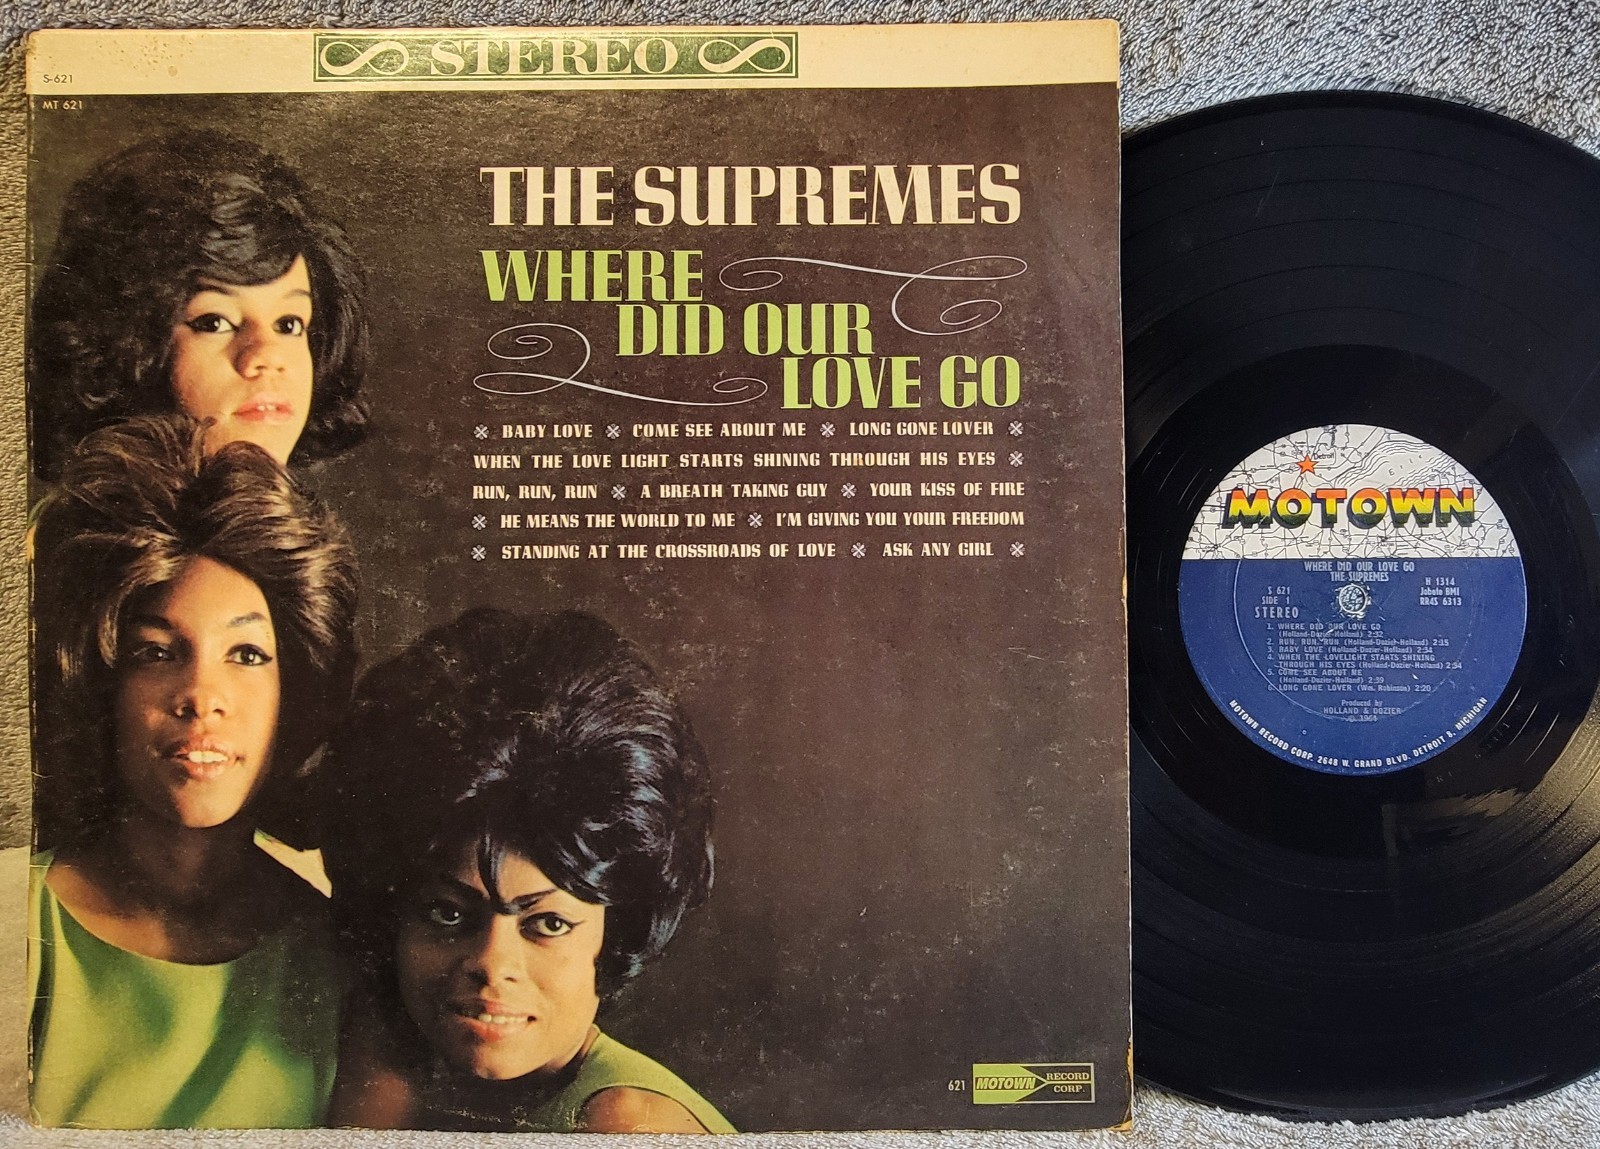 STEREO
S-621
MT 621
THE SUPREMES
WHERE
DID OUR
LOVE GO
BABY LOVE COME SEE ABOUT ME LONG GONE LOVER
WHEN THE LOVE LIGHT STARTS SHINING THROUGH HIS EYES
RUN, RUN, RUN A BREATH TAKING GUY YOUR KISS OF FIRE
HE MEANS THE WORLD TO ME I'M GIVING YOU YOUR FREEDOM
STANDING AT THE CROSSROADS OF LOVE ASK ANY GIRL
621 MOTOWN RECORD
CORP.
Detroit
ERIE
MOTOWN
WHERE DID OUR LOVE GO
THE SUPREMES
S 621
SIDE 1
STEREO
H 1314
Jobete BMI
RR4S 6313
1. WHERE DID OUR LOVE GO
(Holland-Dozier-Holland) 2:32
2. RUN, RUN, RUN (Holland-Dozier-Holland) 2:15
3. BABY LOVE (Holland-Dozier-Holland) 2:34
4. WHEN THE LOVELIGHT STARTS SHINING
THROUGH HIS EYES (Holland-Dozier-Holland) 2:34
5. COME SEE ABOUT ME
(Holland-Dozier-Holland) 2:39
6. LONG GONE LOVER (Wm. Robinson) 2:20
Produced by
HOLLAND & DOZIER
1964
MOTOWN RECORD CORP. 2648 W. GRAND BLVD. DETROIT 8, MICHIGAN